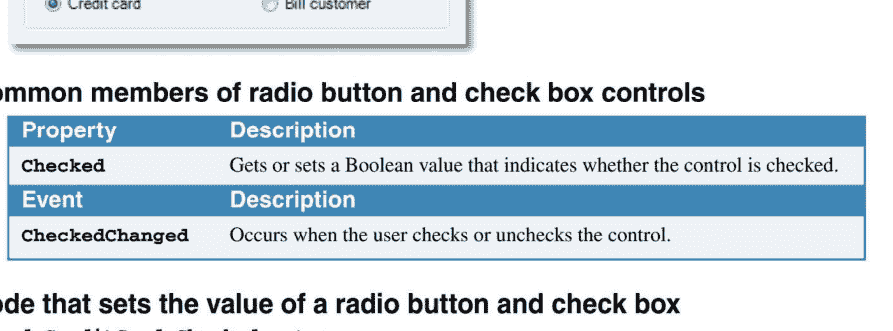 Credit card Bill customer
ommon members of radio button and check box controls
Property Description
Checked Gets or sets a Boolean value that indicates whether the control is checked.
Event Description
CheckedChanged Occurs when the user checks or unchecks the control.
ode that sets the value of a radio button and check box